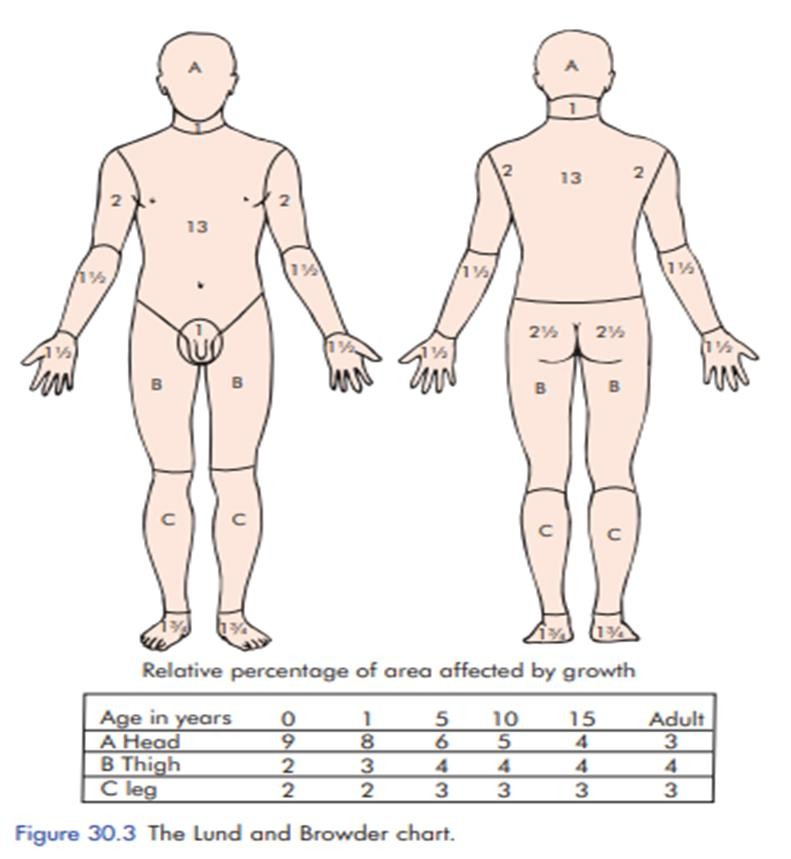 A A
1 1
2 2 2 13 2
13
1½ 1½ 1½ 1½
1 2½ 2½
1½ 1½ 1½ 1½
B B B B
C C C C
1¾ 1¾ 1¾ 1¾
Relative percentage of area affected by growth
Age in years 0 1 5 10 15 Adult
A Head 9 8 6 5 4 3
B Thigh 2 3 4 4 4 4
C leg 2 2 3 3 3 3
Figure 30.3 The Lund and Browder chart.